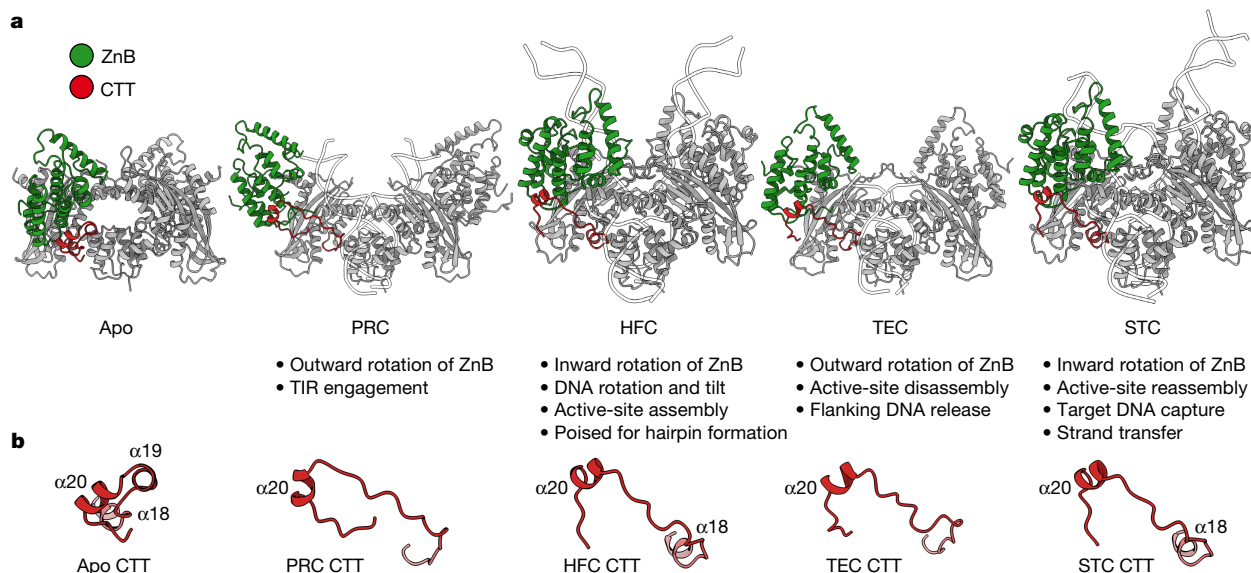 a
ZnB
CTT
Apo
PRC
HFC
TEC
STC
• Outward rotation of ZnB
• TIR engagement
• Inward rotation of ZnB
• DNA rotation and tilt
• Active-site assembly
• Poised for hairpin formation
• Outward rotation of ZnB
• Active-site disassembly
• Flanking DNA release
• Inward rotation of ZnB
• Active-site reassembly
• Target DNA capture
• Strand transfer
b
α19
α20
α18
Apo CTT
α20
PRC CTT
α20
α18
HFC CTT
α20
TEC CTT
α20
α18
STC CTT